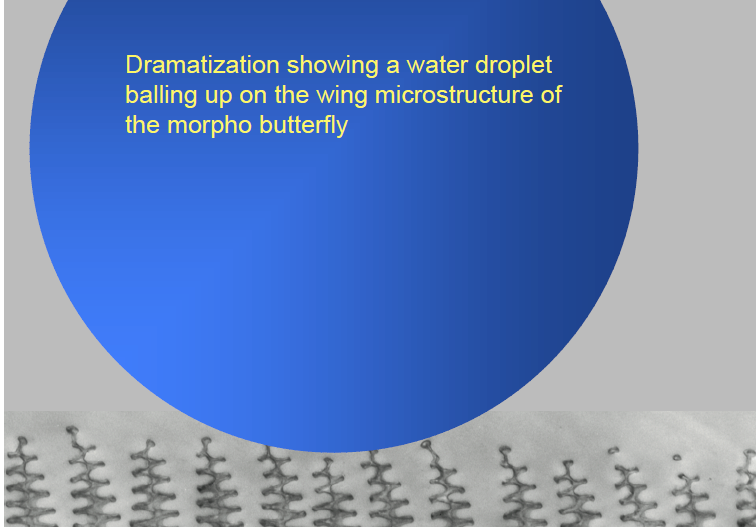 Dramatization showing a water droplet
balling up on the wing microstructure of
the morpho butterfly